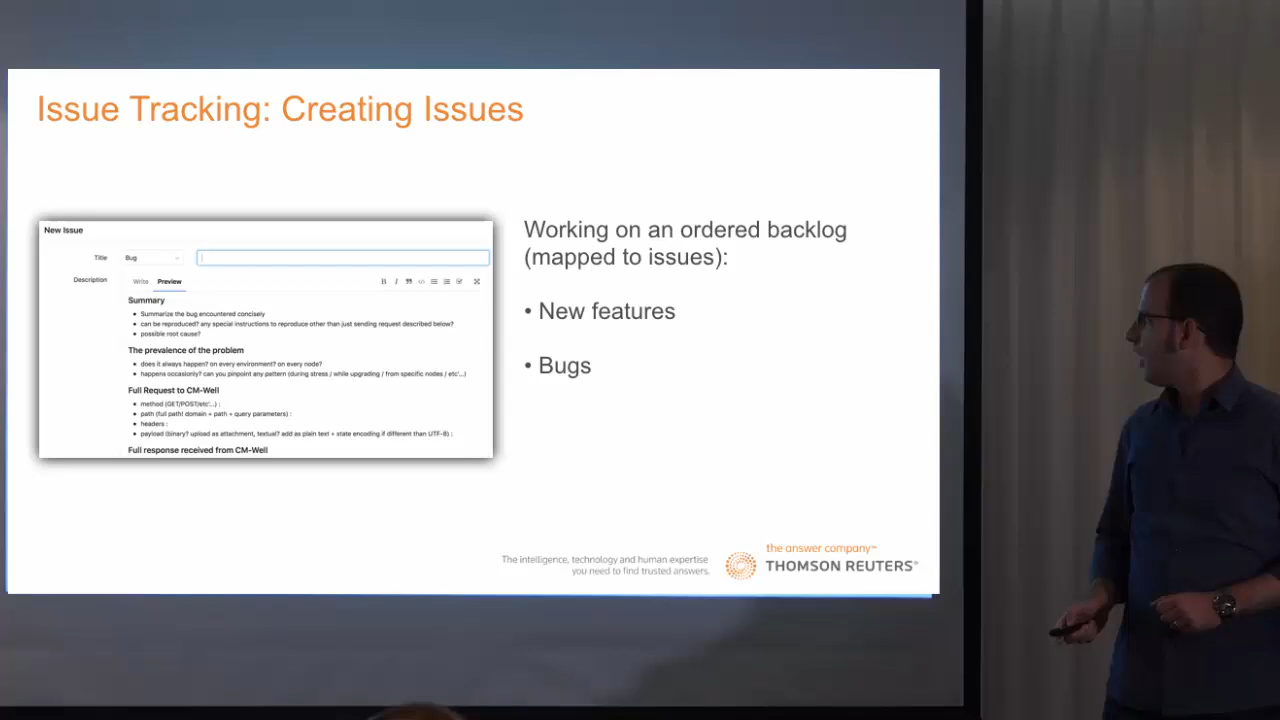 Issue Tracking: Creating Issues
New Issue
Title
Bug
Description
Write
Preview
B
I
Summary
• Summarize the bug encountered concisely
• can be reproduced? any special instructions to reproduce other than just sending request described below?
• possible root cause?
The prevalence of the problem
• does it always happen? on every environment? on every node?
• happens occasionly? can you pinpoint any pattern (during stress / while upgrading / from specific nodes / etc'...)
Full Request to CM-Well
• method (GET/POST/etc'...) :
• path (full path! domain + path + query parameters) :
• headers :
• payload (binary? upload as attachment, textual? add as plain text + state encoding if different than UTF-8) :
Full response received from CM-Well
Working on an ordered backlog
(mapped to issues):
• New features
• Bugs
The intelligence, technology and human expertise
you need to find trusted answers.
the answer company™
THOMSON REUTERS®